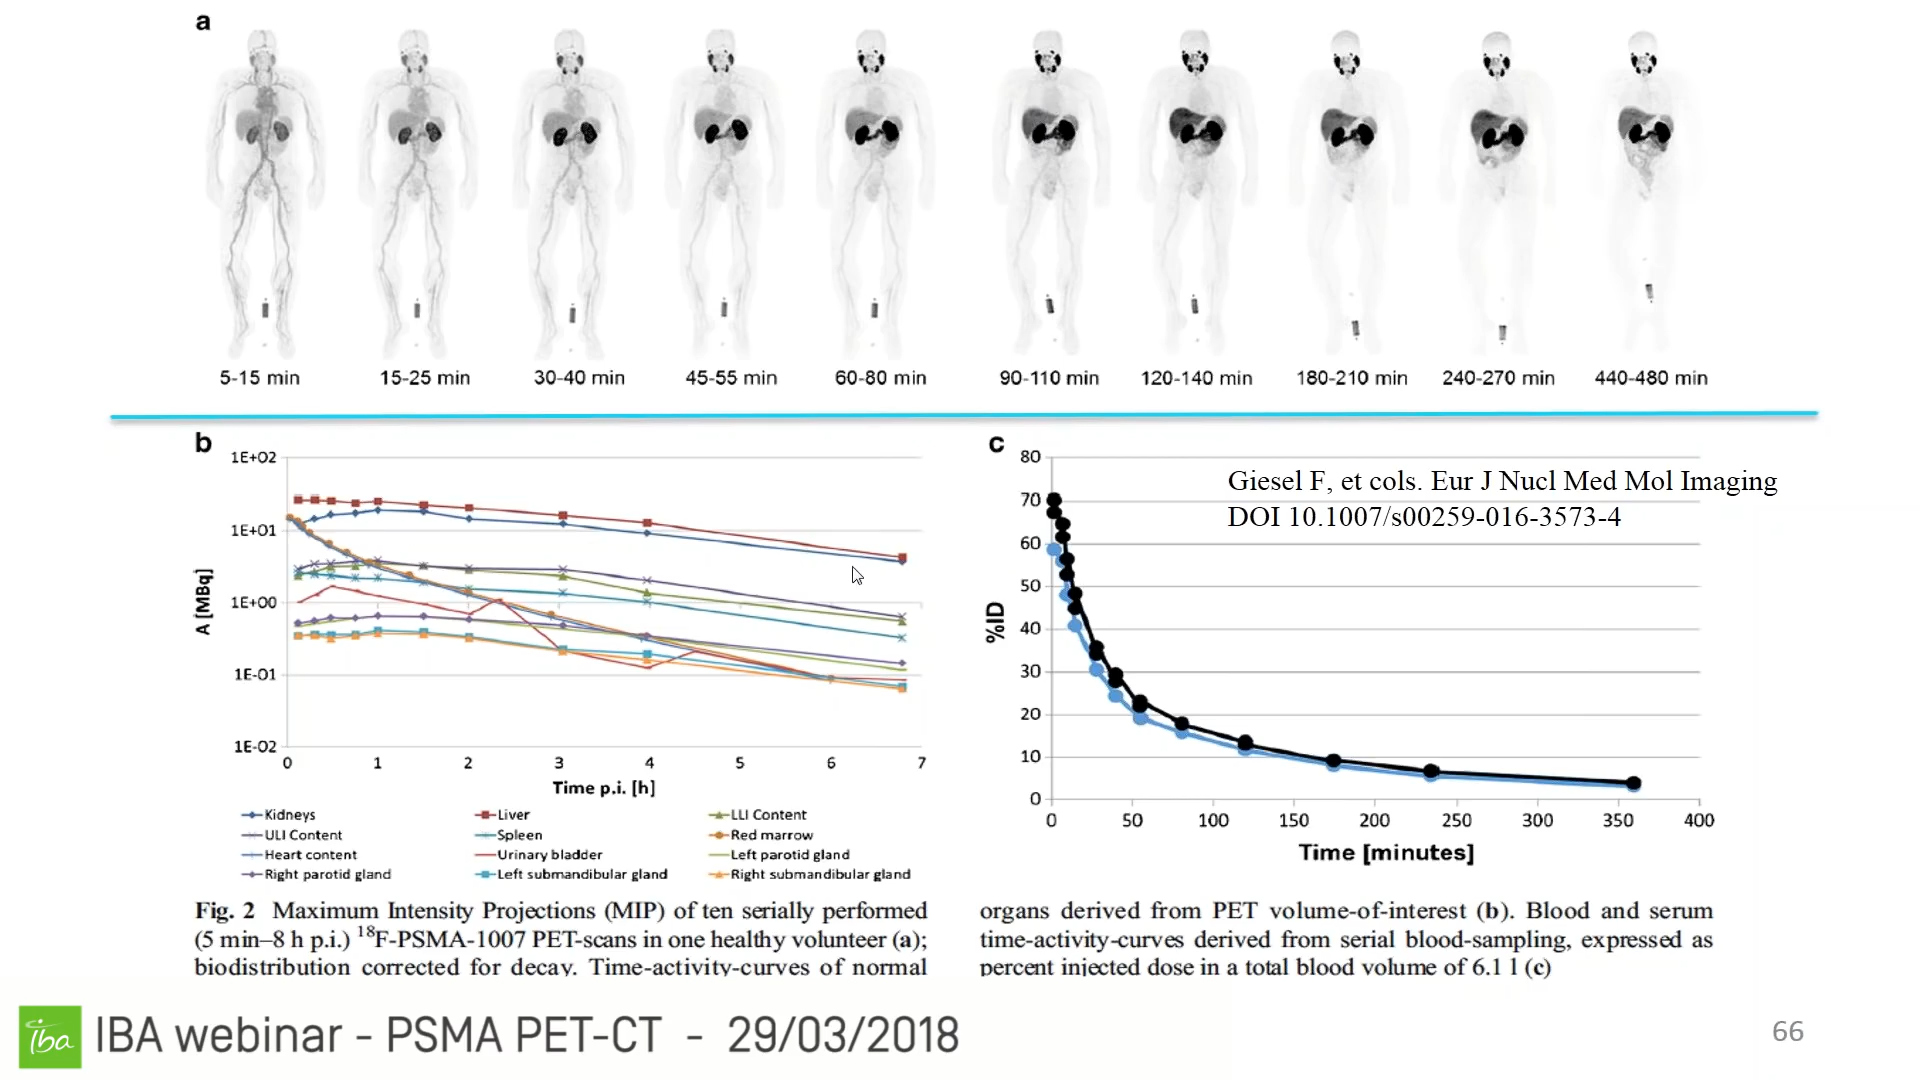 a
5-15 min 15-25 min 30-40 min 45-55 min 60-80 min 90-110 min 120-140 min 180-210 min 240-270 min 440-480 min
b
1E+02
1E+01
1E+00
1E-01
1E-02
A [MBq]
0 1 2 3 4 5 6 7
Time p.i. [h]
Kidneys Liver LLI Content
ULI Content Spleen Red marrow
Heart content Urinary bladder Left parotid gland
Right parotid gland Left submandibular gland Right submandibular gland
c
80
70
60
50
40
30
20
10
0
%ID
0 50 100 150 200 250 300 350 400
Time [minutes]
Giesel F, et cols. Eur J Nucl Med Mol Imaging
DOI 10.1007/s00259-016-3573-4
Fig. 2 Maximum Intensity Projections (MIP) of ten serially performed
(5 min–8 h p.i.) 18F-PSMA-1007 PET-scans in one healthy volunteer (a);
biodistribution corrected for decay. Time-activity-curves of normal
organs derived from PET volume-of-interest (b). Blood and serum
time-activity-curves derived from serial blood-sampling, expressed as
percent injected dose in a total blood volume of 6.1 l (c)
iba
IBA webinar - PSMA PET-CT - 29/03/2018
66